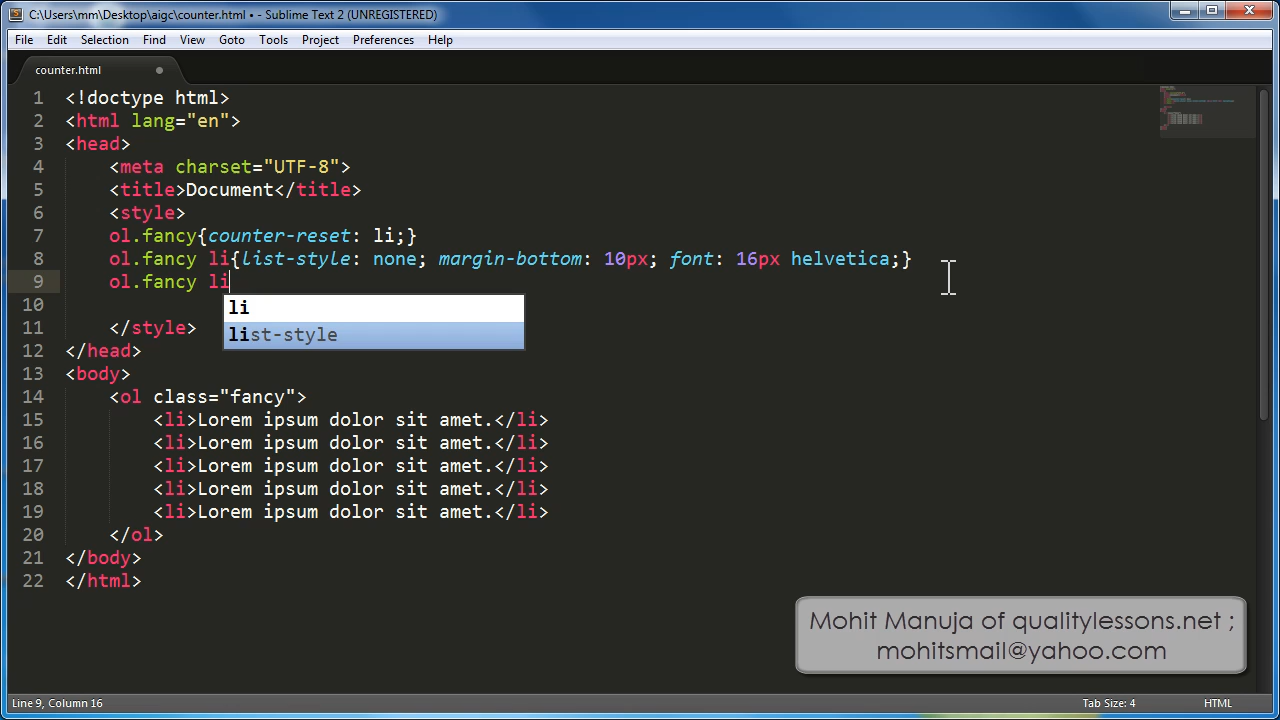 C:\Users\mm\Desktop\aigc\counter.html • - Sublime Text 2 (UNREGISTERED)
File Edit Selection Find View Goto Tools Project Preferences Help
counter.html
1 <!doctype html>
2 <html lang="en">
3 <head>
4 <meta charset="UTF-8">
5 <title>Document</title>
6 <style>
7 ol.fancy{counter-reset: li;}
8 ol.fancy li{list-style: none; margin-bottom: 10px; font: 16px helvetica;}
9 ol.fancy li
10 li
list-style
11 </style>
12 </head>
13 <body>
14 <ol class="fancy">
15 <li>Lorem ipsum dolor sit amet.</li>
16 <li>Lorem ipsum dolor sit amet.</li>
17 <li>Lorem ipsum dolor sit amet.</li>
18 <li>Lorem ipsum dolor sit amet.</li>
19 <li>Lorem ipsum dolor sit amet.</li>
20 </ol>
21 </body>
22 </html>
Mohit Manuja of qualitylessons.net ;
mohitsmail@yahoo.com
Line 9, Column 16 Tab Size: 4 HTML